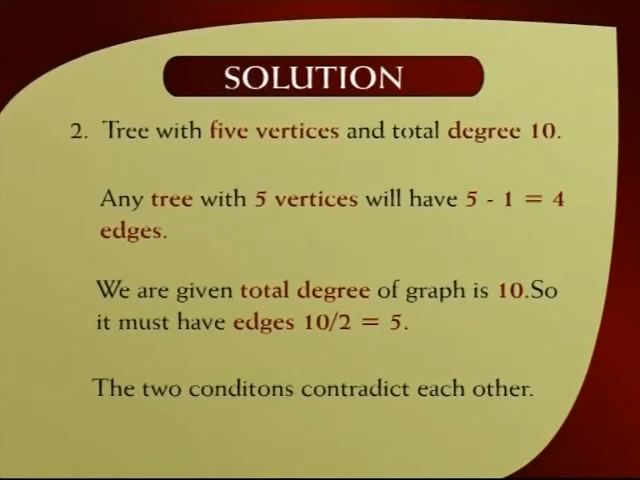 SOLUTION
2. Tree with five vertices and total degree 10.
Any tree with 5 vertices will have 5 - 1 = 4
edges.
We are given total degree of graph is 10.So
it must have edges 10/2 = 5.
The two conditons contradict each other.